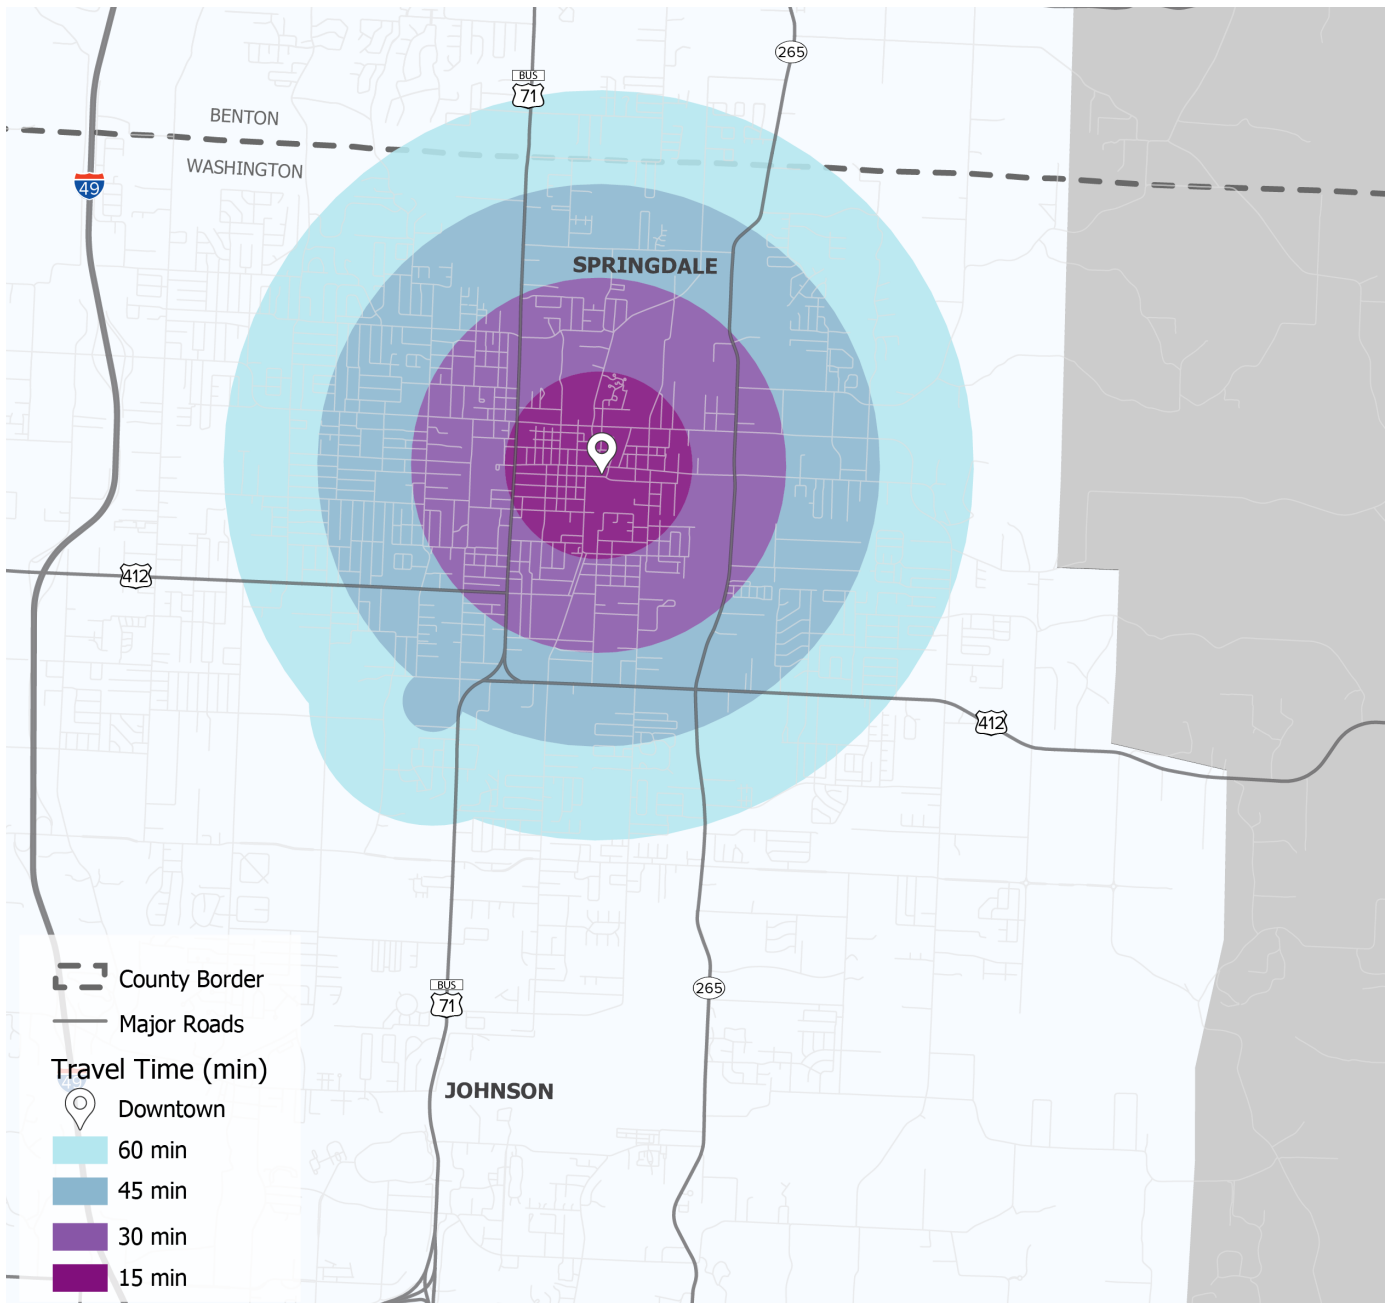 265
BUS
71
BENTON
WASHINGTON
49
SPRINGDALE
412
412
BUS
71
265
JOHNSON
County Border
Major Roads
Travel Time (min)
49
Downtown
60 min
45 min
30 min
15 min